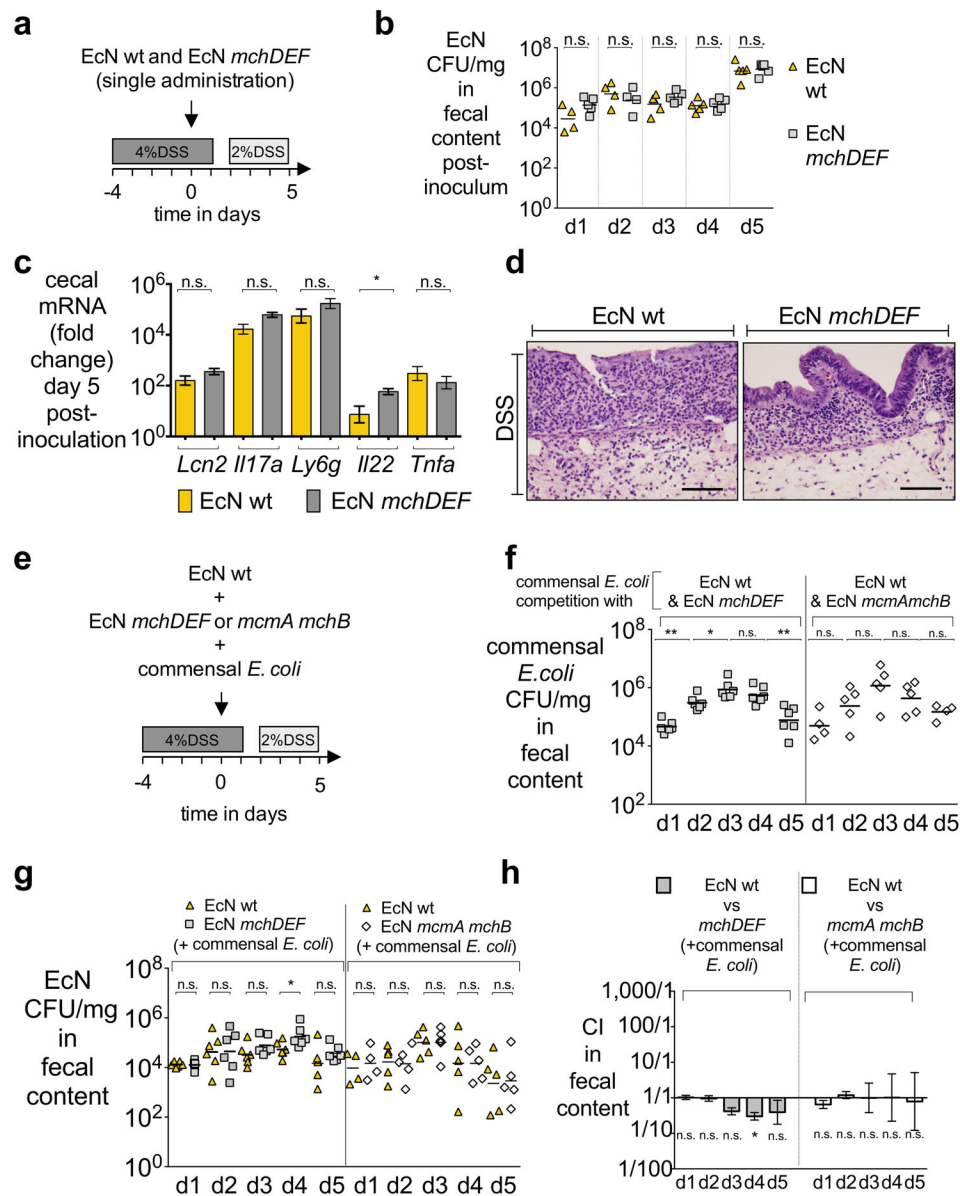 a
EcN wt and EcN mchDEF
(single administration)
4%DSS
2%DSS
-4
0
5
time in days
b
EcN
CFU/mg
in
fecal
content
post-
inoculum
10^8
10^6
10^4
10^2
10^0
n.s. n.s. n.s. n.s. n.s.
d1 d2 d3 d4 d5
EcN
wt
EcN
mchDEF
c
cecal
mRNA
(fold
change)
day 5
post-
inoculation
10^6
10^4
10^2
10^0
n.s. n.s. n.s. * n.s.
Lcn2 Il17a Ly6g Il22 Tnfa
EcN wt EcN mchDEF
d
EcN wt EcN mchDEF
DSS
e
EcN wt
+
EcN mchDEF or mcmA mchB
+
commensal E. coli
4%DSS
2%DSS
-4
0
5
time in days
f
commensal E. coli
competition with
EcN wt
& EcN mchDEF
EcN wt
& EcN mcmAmchB
** * n.s. ** n.s. n.s. n.s. n.s.
commensal
E.coli
CFU/mg
in
fecal
content
10^8
10^6
10^4
10^2
d1 d2 d3 d4 d5 d1 d2 d3 d4 d5
g
EcN wt
EcN mchDEF
(+ commensal E. coli)
EcN wt
EcN mcmA mchB
(+ commensal E. coli)
EcN
CFU/mg
in
fecal
content
10^8
10^6
10^4
10^2
10^0
n.s. n.s. n.s. * n.s. n.s. n.s. n.s. n.s. n.s.
d1 d2 d3 d4 d5 d1 d2 d3 d4 d5
h
EcN wt
vs
mchDEF
(+commensal
E. coli)
EcN wt
vs
mcmA mchB
(+commensal
E. coli)
CI
in
fecal
content
1,000/1
100/1
10/1
1/1
1/10
1/100
n.s. n.s. n.s. * n.s. n.s. n.s. n.s. n.s. n.s.
d1 d2 d3 d4 d5 d1 d2 d3 d4 d5